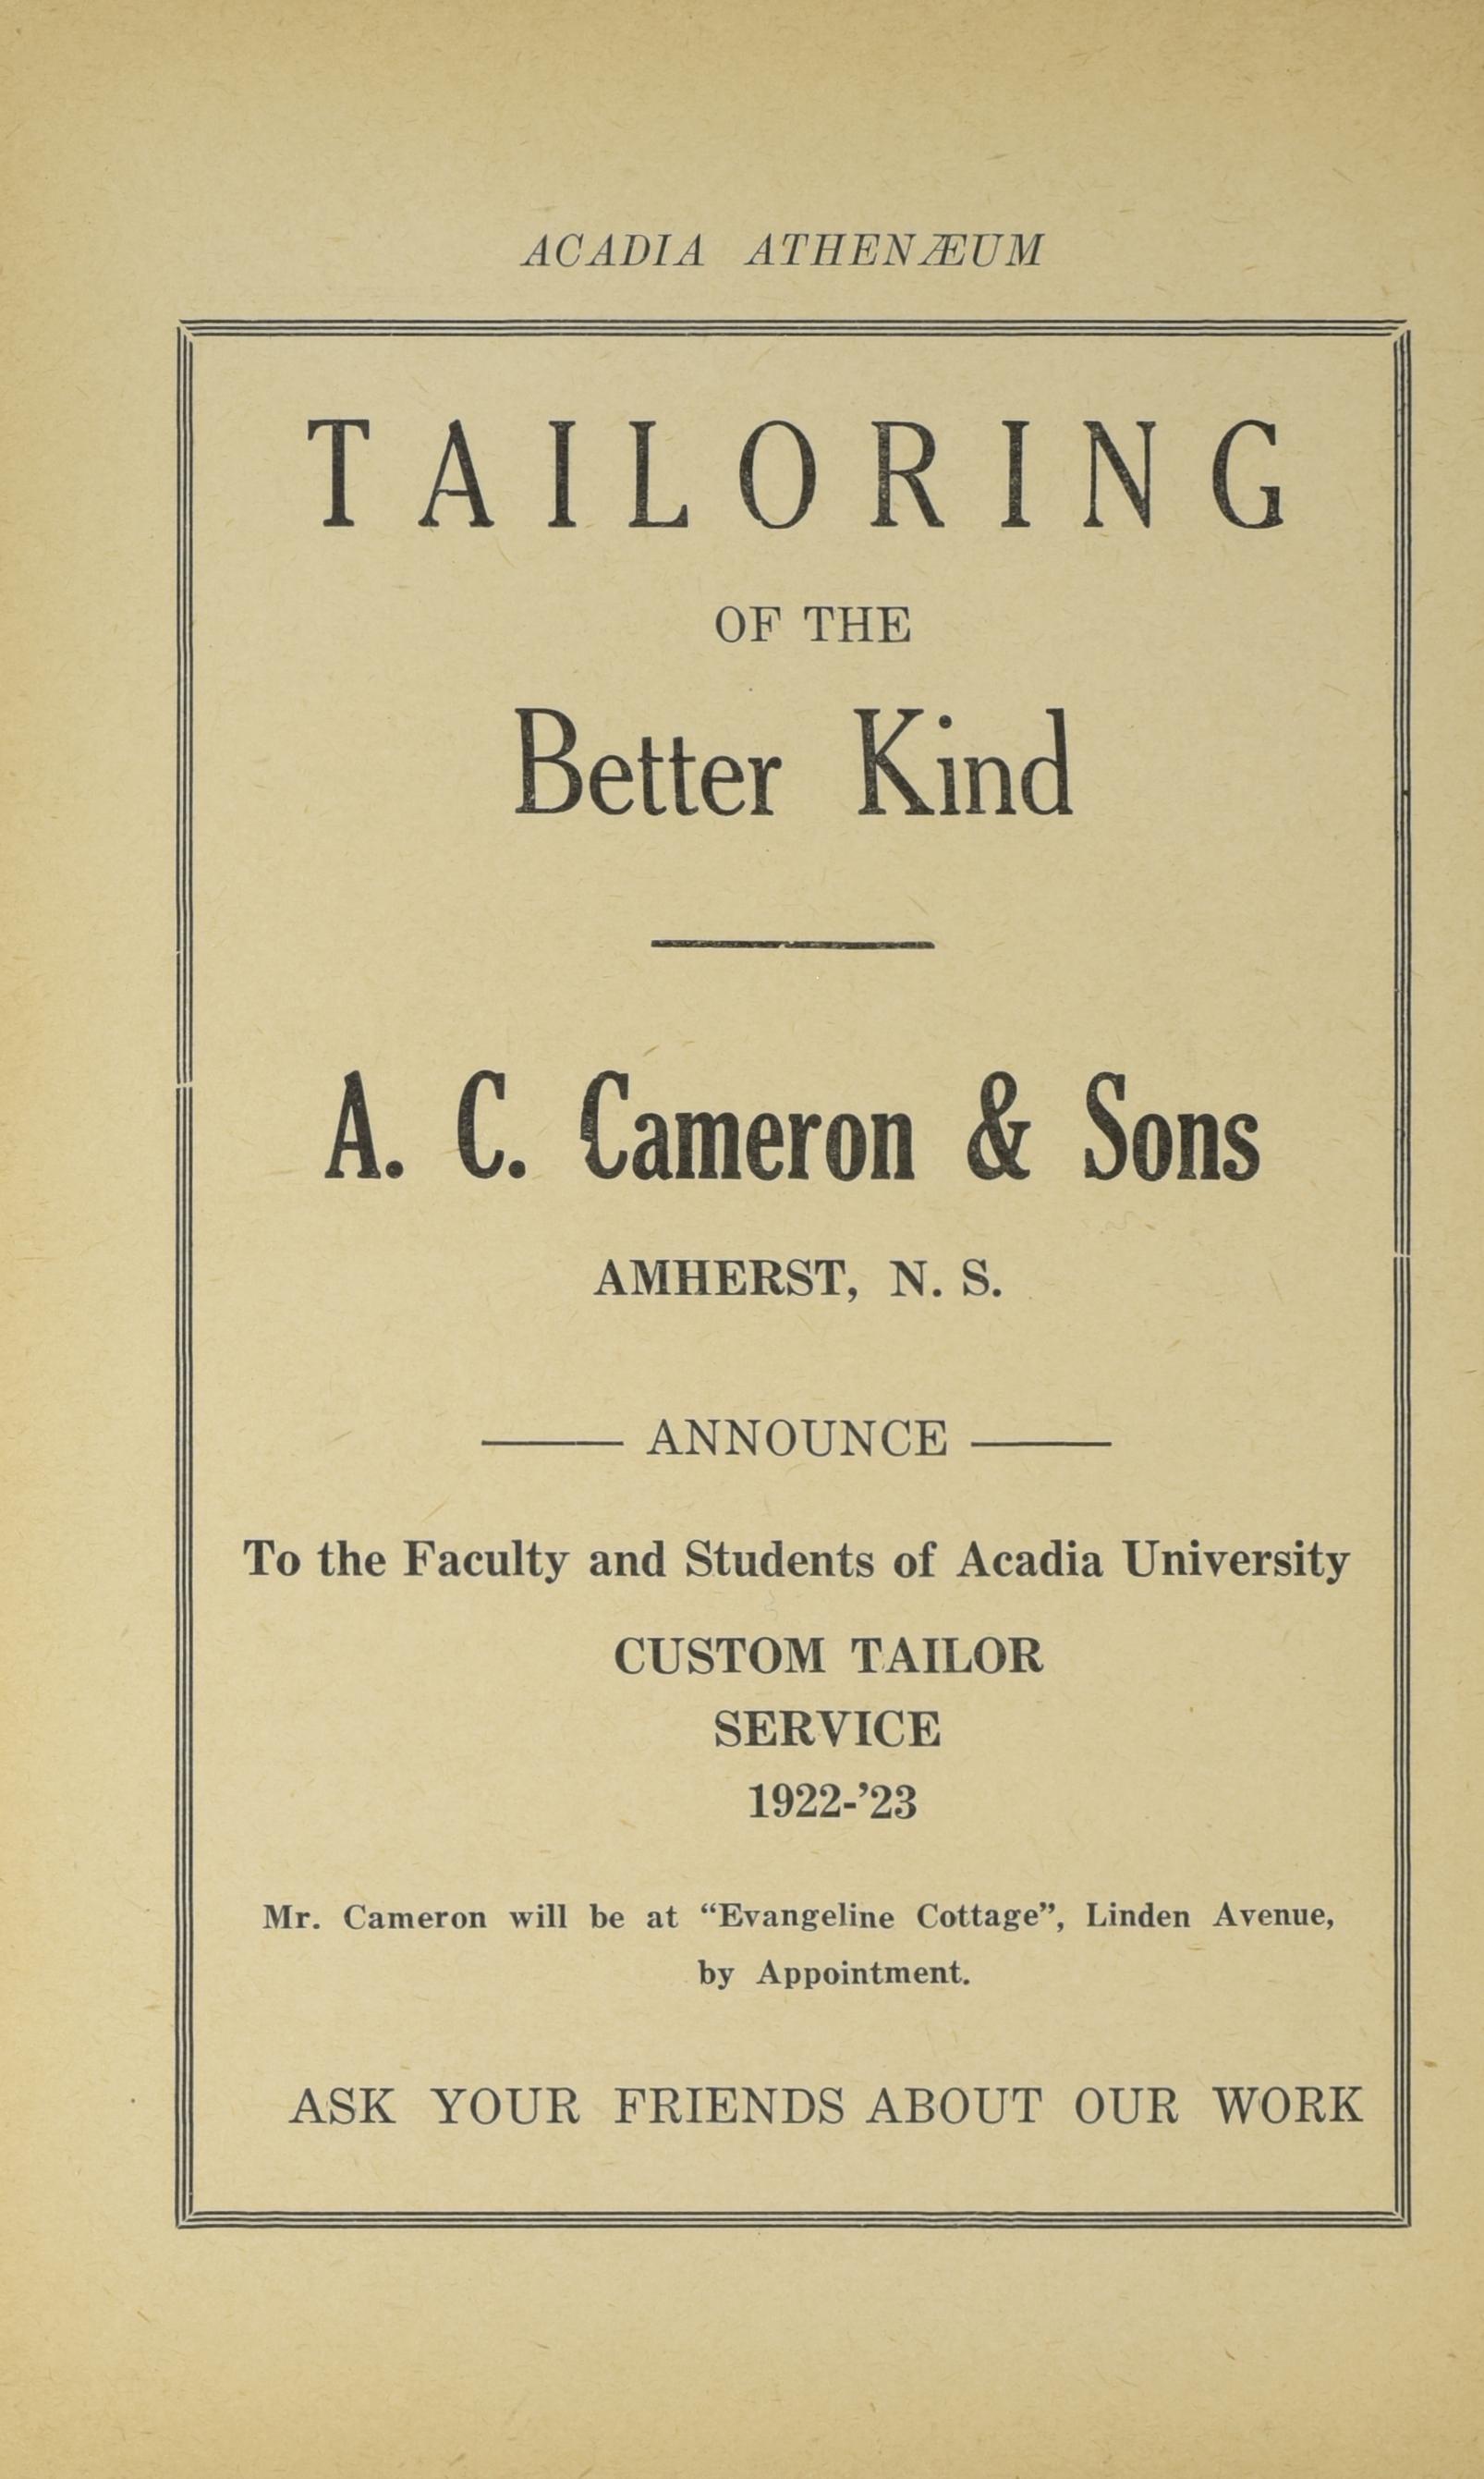 ACADIA ATHENÆUM
TAILORING
OF THE
Better Kind
A. C. Cameron & Sons
AMHERST, N. S.
ANNOUNCE
To the Faculty and Students of Acadia University
CUSTOM TAILOR
SERVICE
1922-’23
Mr. Cameron will be at “Evangeline Cottage”, Linden Avenue,
by Appointment.
ASK YOUR FRIENDS ABOUT OUR WORK